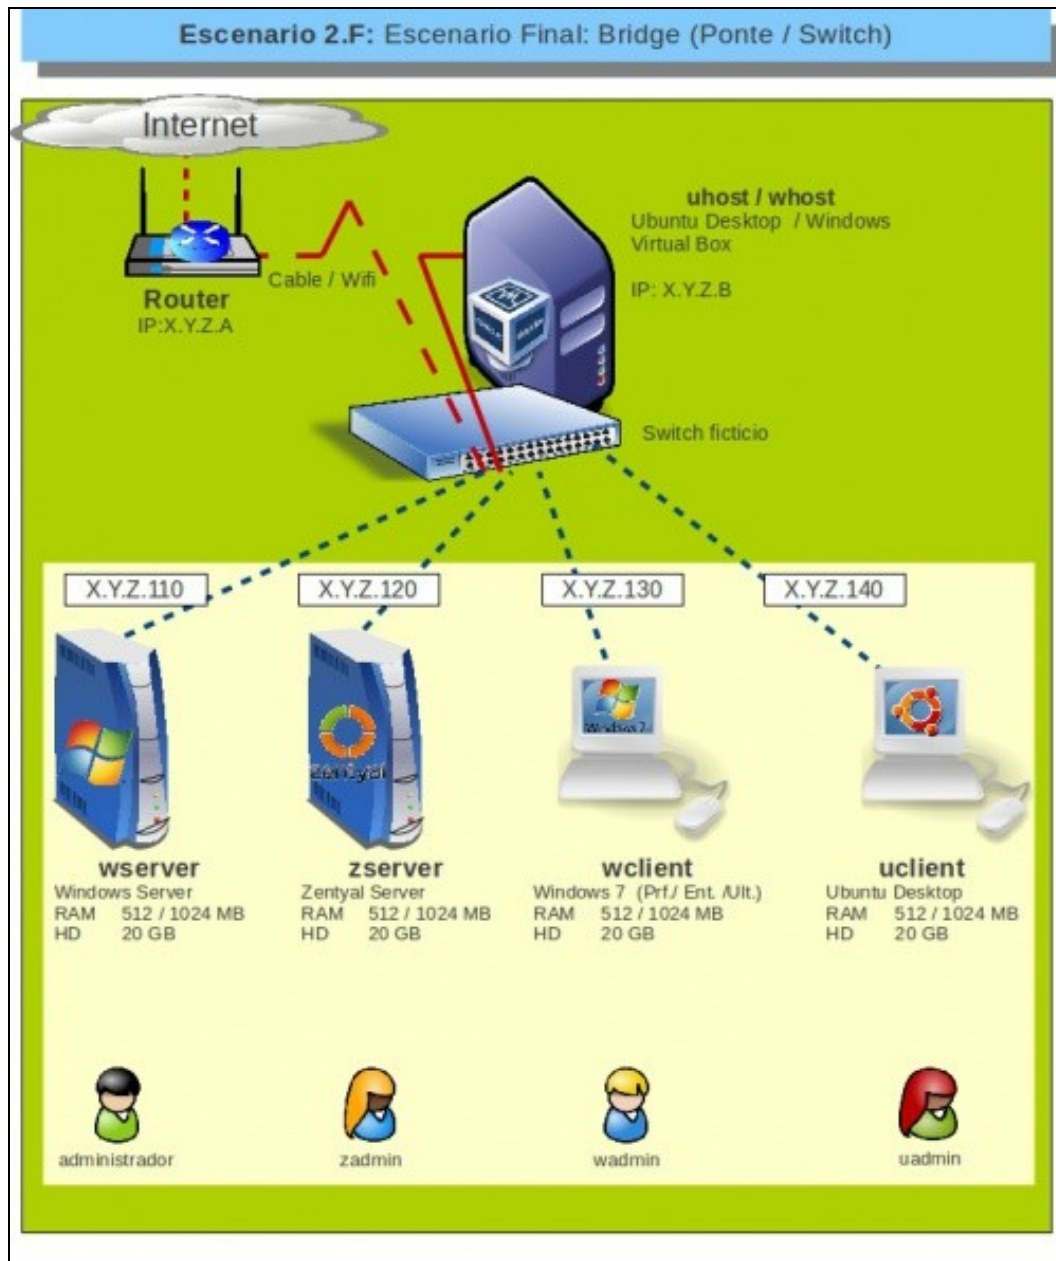 Escenario 2.F: Escenario Final: Bridge (Ponte / Switch)
Internet
Router
IP:X.Y.Z.A
Cable / Wifi
uhost / whost
Ubuntu Desktop / Windows
Virtual Box
IP: X.Y.Z.B
Switch ficticio
X.Y.Z.110
X.Y.Z.120
X.Y.Z.130
X.Y.Z.140
zentyal
Windows 7
wserver
Windows Server
RAM 512 / 1024 MB
HD 20 GB
zserver
Zentyal Server
RAM 512 / 1024 MB
HD 20 GB
wclient
Windows 7 (Prf./ Ent. /Ult.)
RAM 512 / 1024 MB
HD 20 GB
uclient
Ubuntu Desktop
RAM 512 / 1024 MB
HD 20 GB
administrador
zadmin
wadmin
uadmin